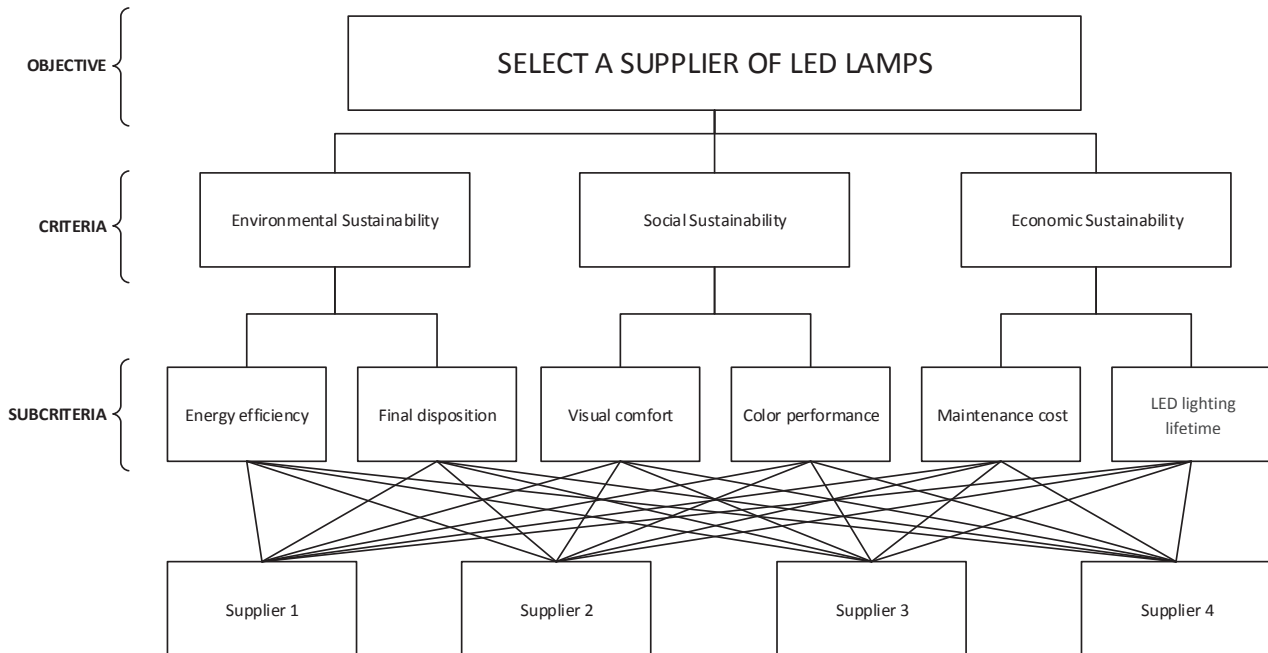 OBJECTIVE
SELECT A SUPPLIER OF LED LAMPS
CRITERIA
Environmental Sustainability
Social Sustainability
Economic Sustainability
SUBCRITERIA
Energy efficiency
Final disposition
Visual comfort
Color performance
Maintenance cost
LED lighting
lifetime
Supplier 1
Supplier 2
Supplier 3
Supplier 4